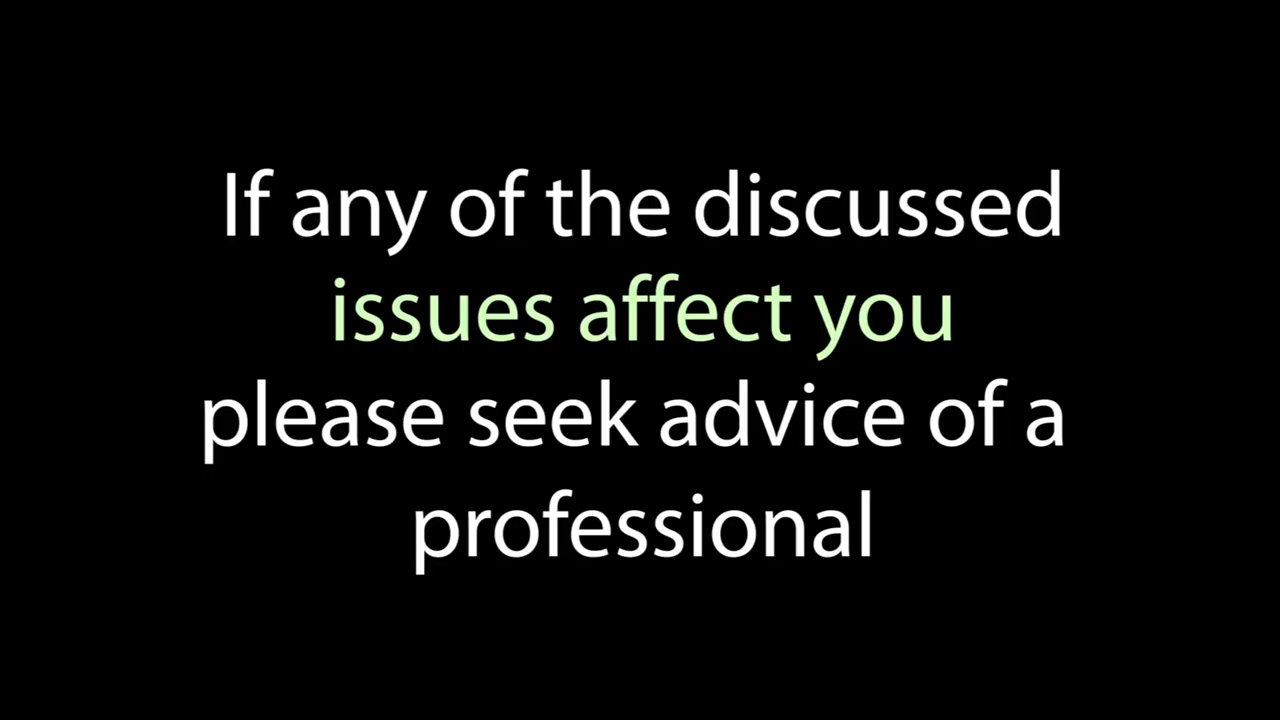 If any of the discussed
issues affect you
please seek advice of a
professional